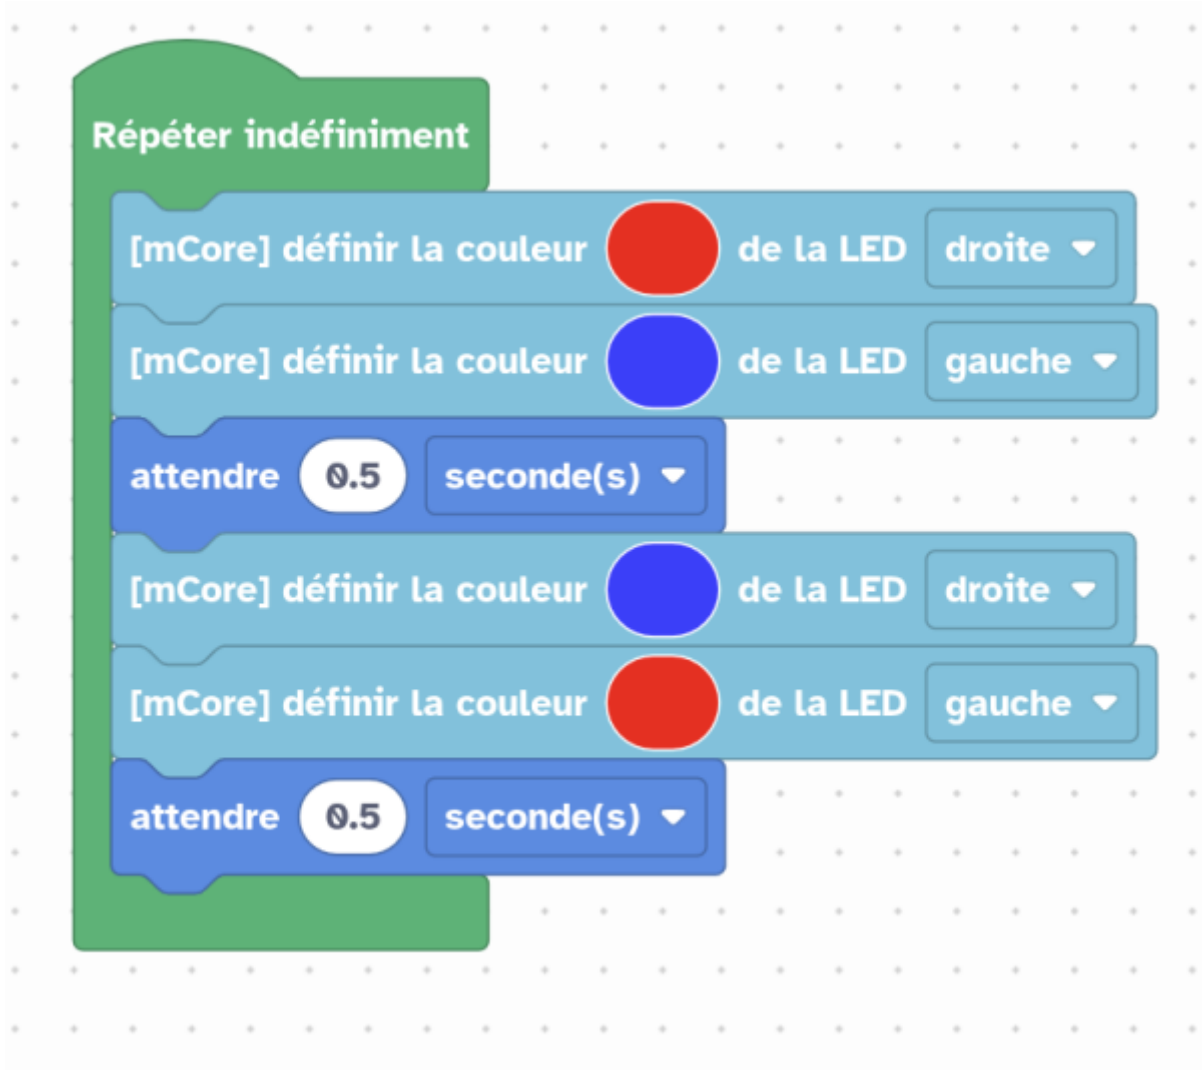 Répéter indéfiniment
[mCore] définir la couleur de la LED droite
[mCore] définir la couleur de la LED gauche
attendre 0.5 seconde(s)
[mCore] définir la couleur de la LED droite
[mCore] définir la couleur de la LED gauche
attendre 0.5 seconde(s)